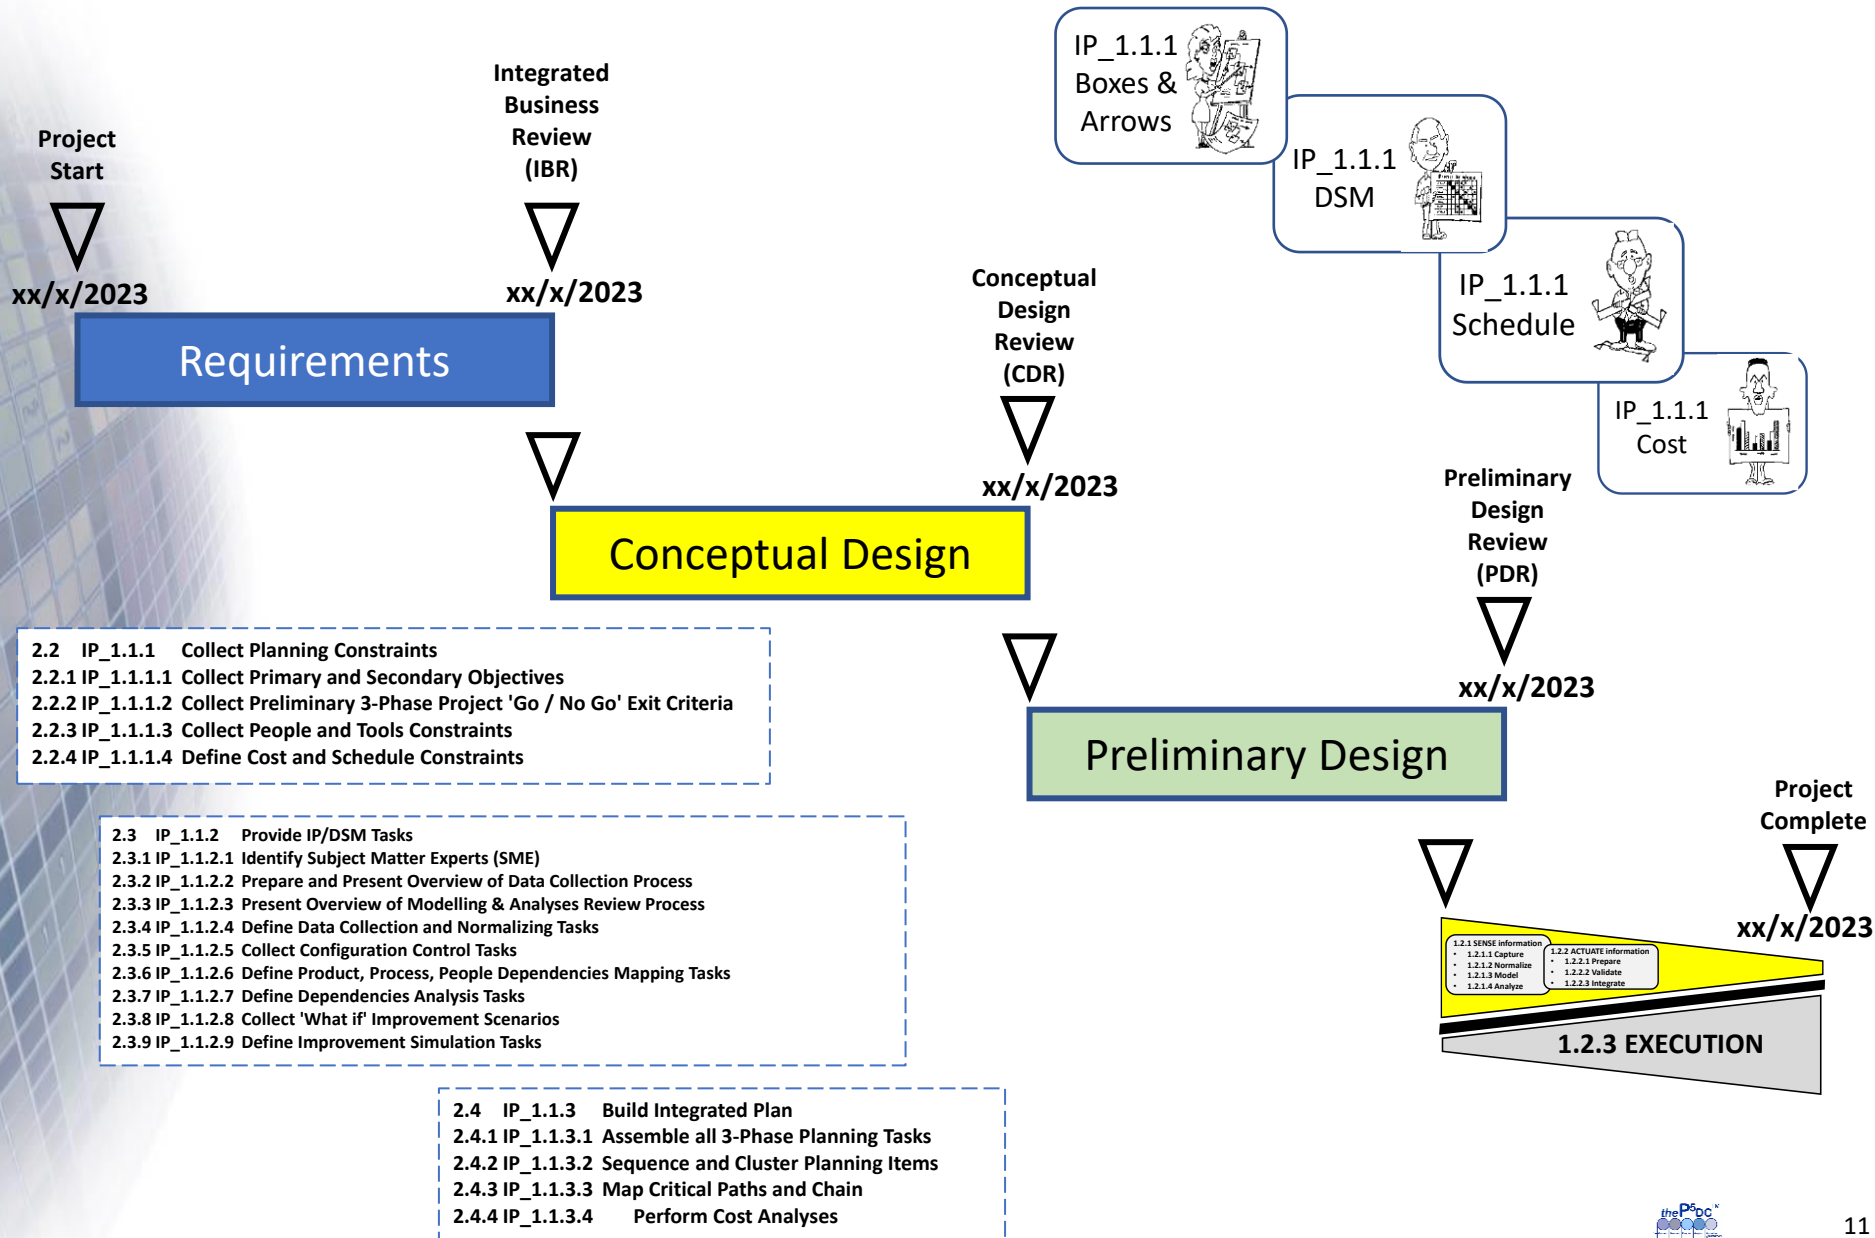 Project
Start
xx/x/2023
Integrated
Business
Review
(IBR)
xx/x/2023
Requirements
Conceptual
Design
Review
(CDR)
xx/x/2023
Conceptual Design
Preliminary
Design
Review
(PDR)
xx/x/2023
Preliminary Design
Project
Complete
xx/x/2023
IP_1.1.1
Boxes &
Arrows
IP_1.1.1
DSM
IP_1.1.1
Schedule
IP_1.1.1
Cost
2.2 IP_1.1.1 Collect Planning Constraints
2.2.1 IP_1.1.1.1 Collect Primary and Secondary Objectives
2.2.2 IP_1.1.1.2 Collect Preliminary 3-Phase Project 'Go / No Go' Exit Criteria
2.2.3 IP_1.1.1.3 Collect People and Tools Constraints
2.2.4 IP_1.1.1.4 Define Cost and Schedule Constraints
2.3 IP_1.1.2 Provide IP/DSM Tasks
2.3.1 IP_1.1.2.1 Identify Subject Matter Experts (SME)
2.3.2 IP_1.1.2.2 Prepare and Present Overview of Data Collection Process
2.3.3 IP_1.1.2.3 Present Overview of Modelling & Analyses Review Process
2.3.4 IP_1.1.2.4 Define Data Collection and Normalizing Tasks
2.3.5 IP_1.1.2.5 Collect Configuration Control Tasks
2.3.6 IP_1.1.2.6 Define Product, Process, People Dependencies Mapping Tasks
2.3.7 IP_1.1.2.7 Define Dependencies Analysis Tasks
2.3.8 IP_1.1.2.8 Collect 'What if' Improvement Scenarios
2.3.9 IP_1.1.2.9 Define Improvement Simulation Tasks
2.4 IP_1.1.3 Build Integrated Plan
2.4.1 IP_1.1.3.1 Assemble all 3-Phase Planning Tasks
2.4.2 IP_1.1.3.2 Sequence and Cluster Planning Items
2.4.3 IP_1.1.3.3 Map Critical Paths and Chain
2.4.4 IP_1.1.3.4 Perform Cost Analyses
1.2.1 SENSE information
• 1.2.1.1 Capture
• 1.2.1.2 Normalize
• 1.2.1.3 Model
• 1.2.1.4 Analyze
1.2.2 ACTUATE information
• 1.2.2.1 Prepare
• 1.2.2.2 Validate
• 1.2.2.3 Integrate
1.2.3 EXECUTION
the P5DC
11